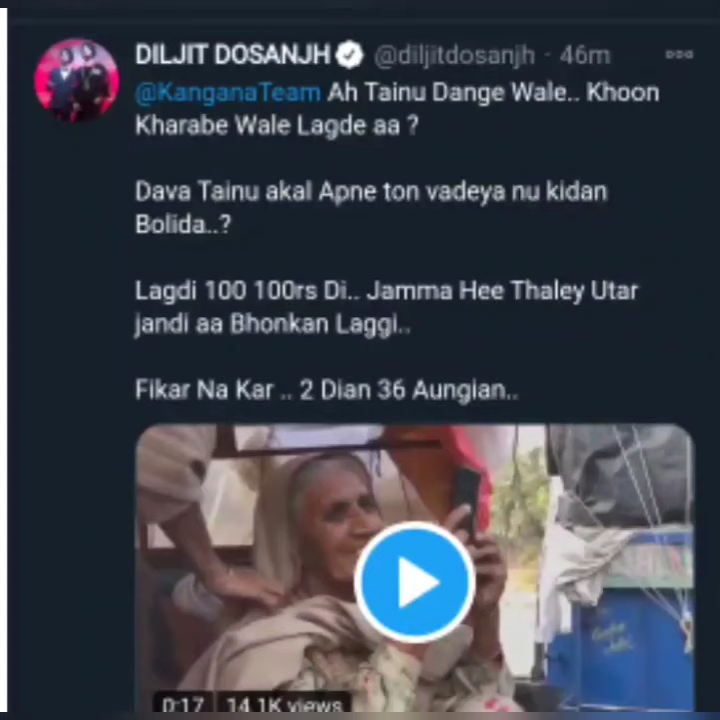 DILJIT DOSANJH @diljitdosanjh · 46m
@KanganaTeam Ah Tainu Dange Wale.. Khoon
Kharabe Wale Lagde aa ?
Dava Tainu akal Apne ton vadeya nu kidan
Bolida..?
Lagdi 100 100rs Di.. Jamma Hee Thaley Utar
jandi aa Bhonkan Laggi..
Fikar Na Kar .. 2 Dian 36 Aungian..
0:17 14.1K views